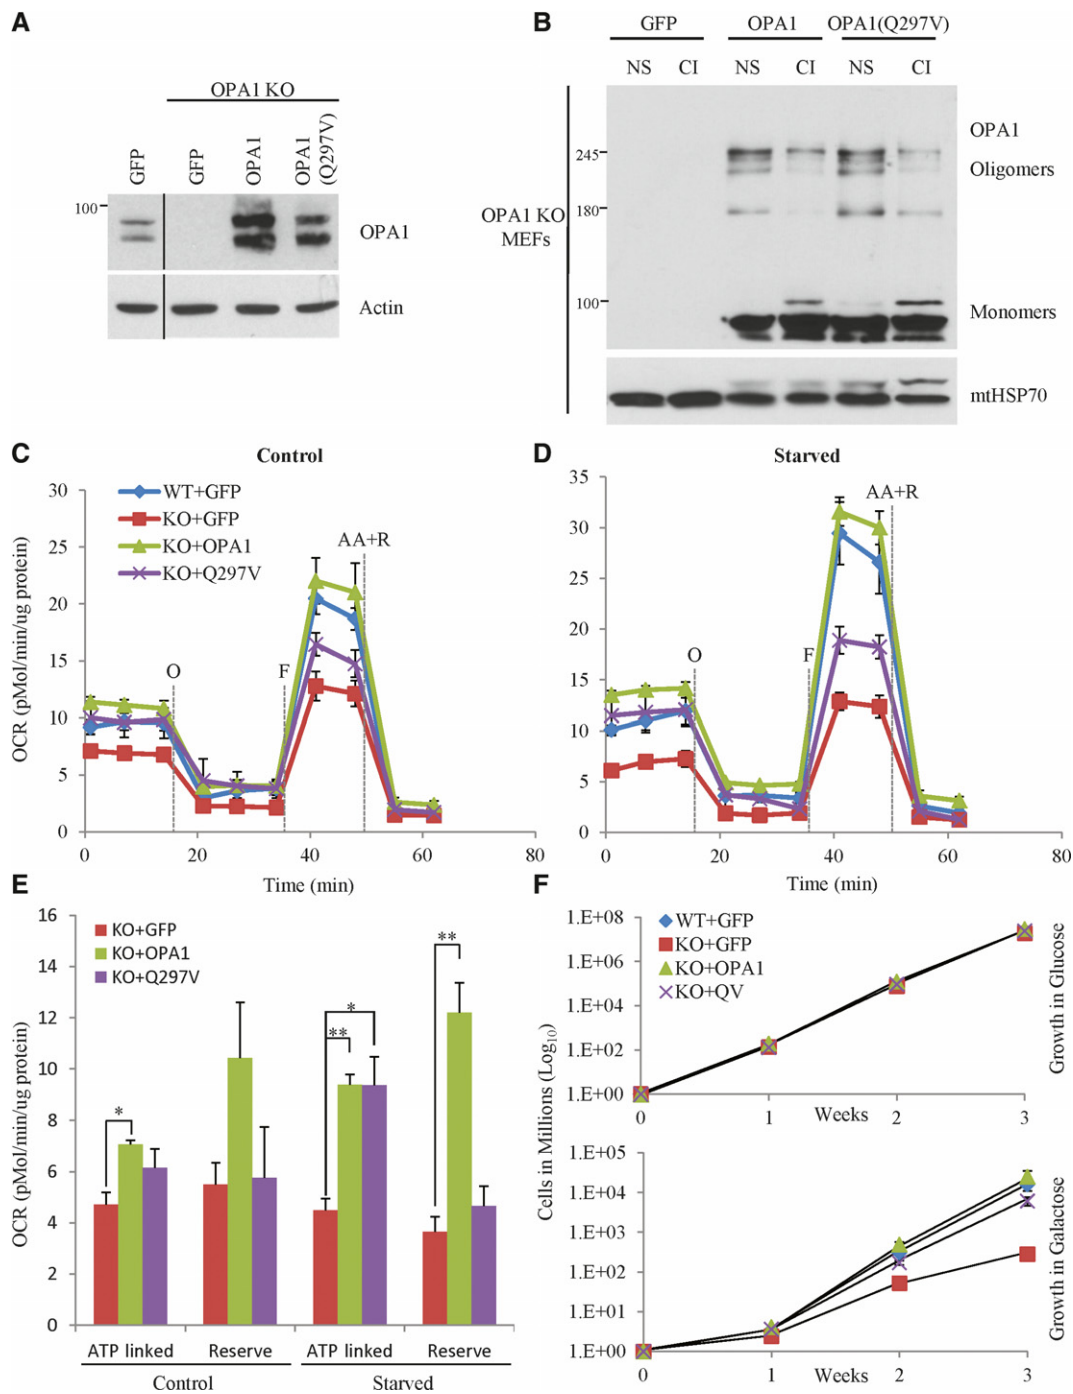 A
OPA1 KO
GFP
GFP
OPA1
OPA1
(Q297V)
100
OPA1
Actin
B
GFP OPA1 OPA1(Q297V)
NS CI NS CI NS CI
OPA1 KO
MEFs
245
180
100
OPA1
Oligomers
Monomers
mtHSP70
C
Control
OCR (pMol/min/ug protein)
30
25
20
15
10
5
0
WT+GFP
KO+GFP
KO+OPA1
KO+Q297V
O
F
AA+R
0 20 40 60 80
Time (min)
D
Starved
35
30
25
20
15
10
5
0
O
F
AA+R
0 20 40 60 80
Time (min)
E
OCR (pMol/min/ug protein)
16
14
12
10
8
6
4
2
0
KO+GFP
KO+OPA1
KO+Q297V
*
**
*
**
ATP linked Reserve ATP linked Reserve
Control Starved
F
Cells in Millions (Log10)
1.E+08
1.E+06
1.E+04
1.E+02
1.E+00
WT+GFP
KO+GFP
KO+OPA1
KO+QV
0 1 Weeks 2 3
Growth in Glucose
1.E+05
1.E+04
1.E+03
1.E+02
1.E+01
1.E+00
0 1 Weeks 2 3
Growth in Galactose